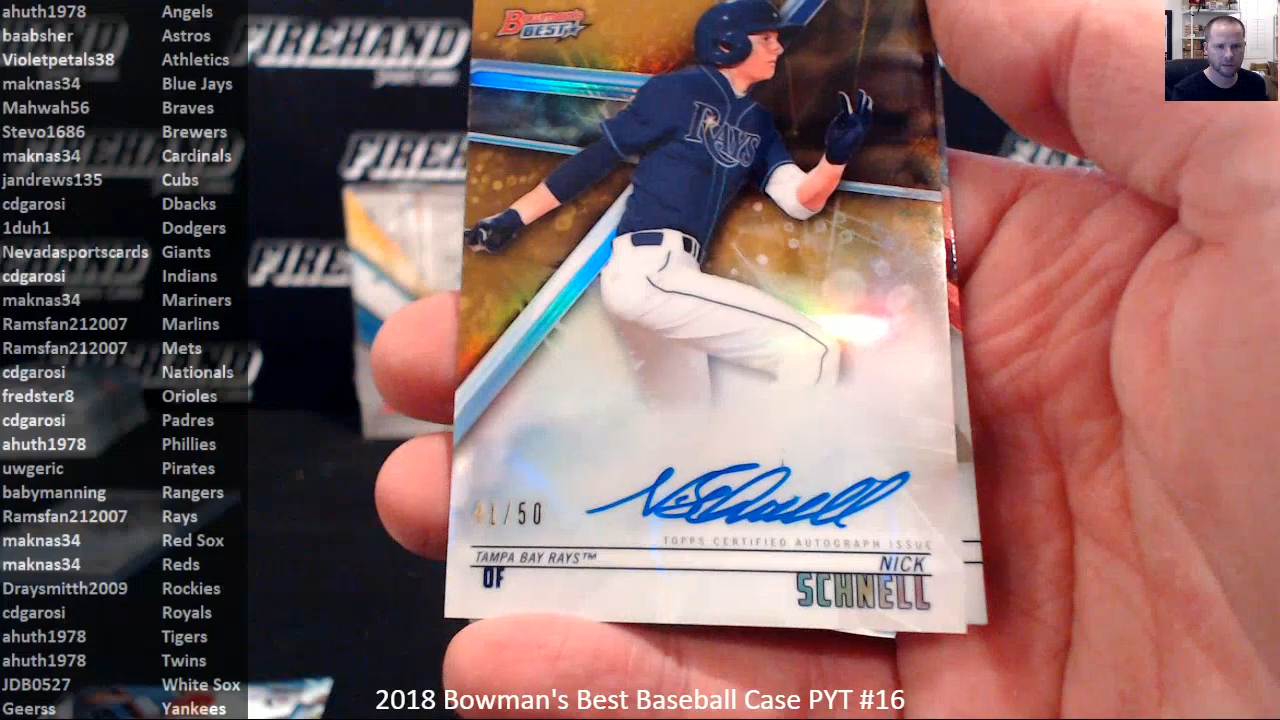 ahuth1978 Angels
baabsher Astros
Violetpetals38 Athletics
maknas34 Blue Jays
Mahwah56 Braves
Stevo1686 Brewers
maknas34 Cardinals
jandrews135 Cubs
cdgarosi Dbacks
1duh1 Dodgers
Nevadasportscards Giants
cdgarosi Indians
maknas34 Mariners
Ramsfan212007 Marlins
Ramsfan212007 Mets
cdgarosi Nationals
fredster8 Orioles
cdgarosi Padres
ahuth1978 Phillies
uwgeric Pirates
babymanning Rangers
Ramsfan212007 Rays
maknas34 Red Sox
maknas34 Reds
Draysmitth2009 Rockies
cdgarosi Royals
ahuth1978 Tigers
ahuth1978 Twins
JDB0527 White Sox
Geerss Yankees
FIREHAND
Bowman's
BEST
RAYS
41/50
TOPPS CERTIFIED AUTOGRAPH ISSUE
TAMPA BAY RAYS™
NICK
OF
SCHNELL
2018 Bowman's Best Baseball Case PYT #16